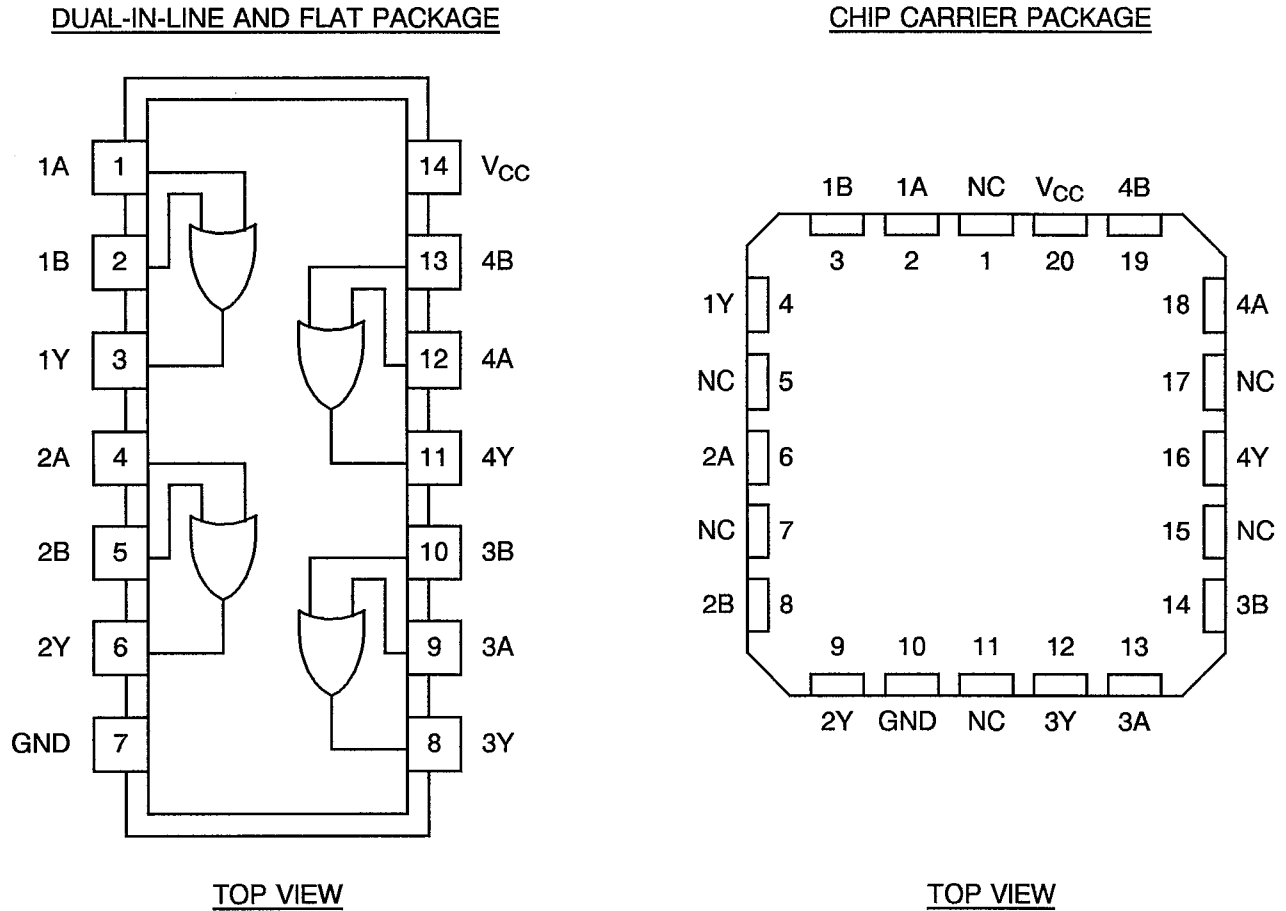 DUAL-IN-LINE AND FLAT PACKAGE
1A 1 14 VCC
1B 2 13 4B
1Y 3 12 4A
2A 4 11 4Y
2B 5 10 3B
2Y 6 9 3A
GND 7 8 3Y
TOP VIEW
CHIP CARRIER PACKAGE
1B 1A NC VCC 4B
3 2 1 20 19
1Y 4 18 4A
NC 5 17 NC
2A 6 16 4Y
NC 7 15 NC
2B 8 14 3B
9 10 11 12 13
2Y GND NC 3Y 3A
TOP VIEW